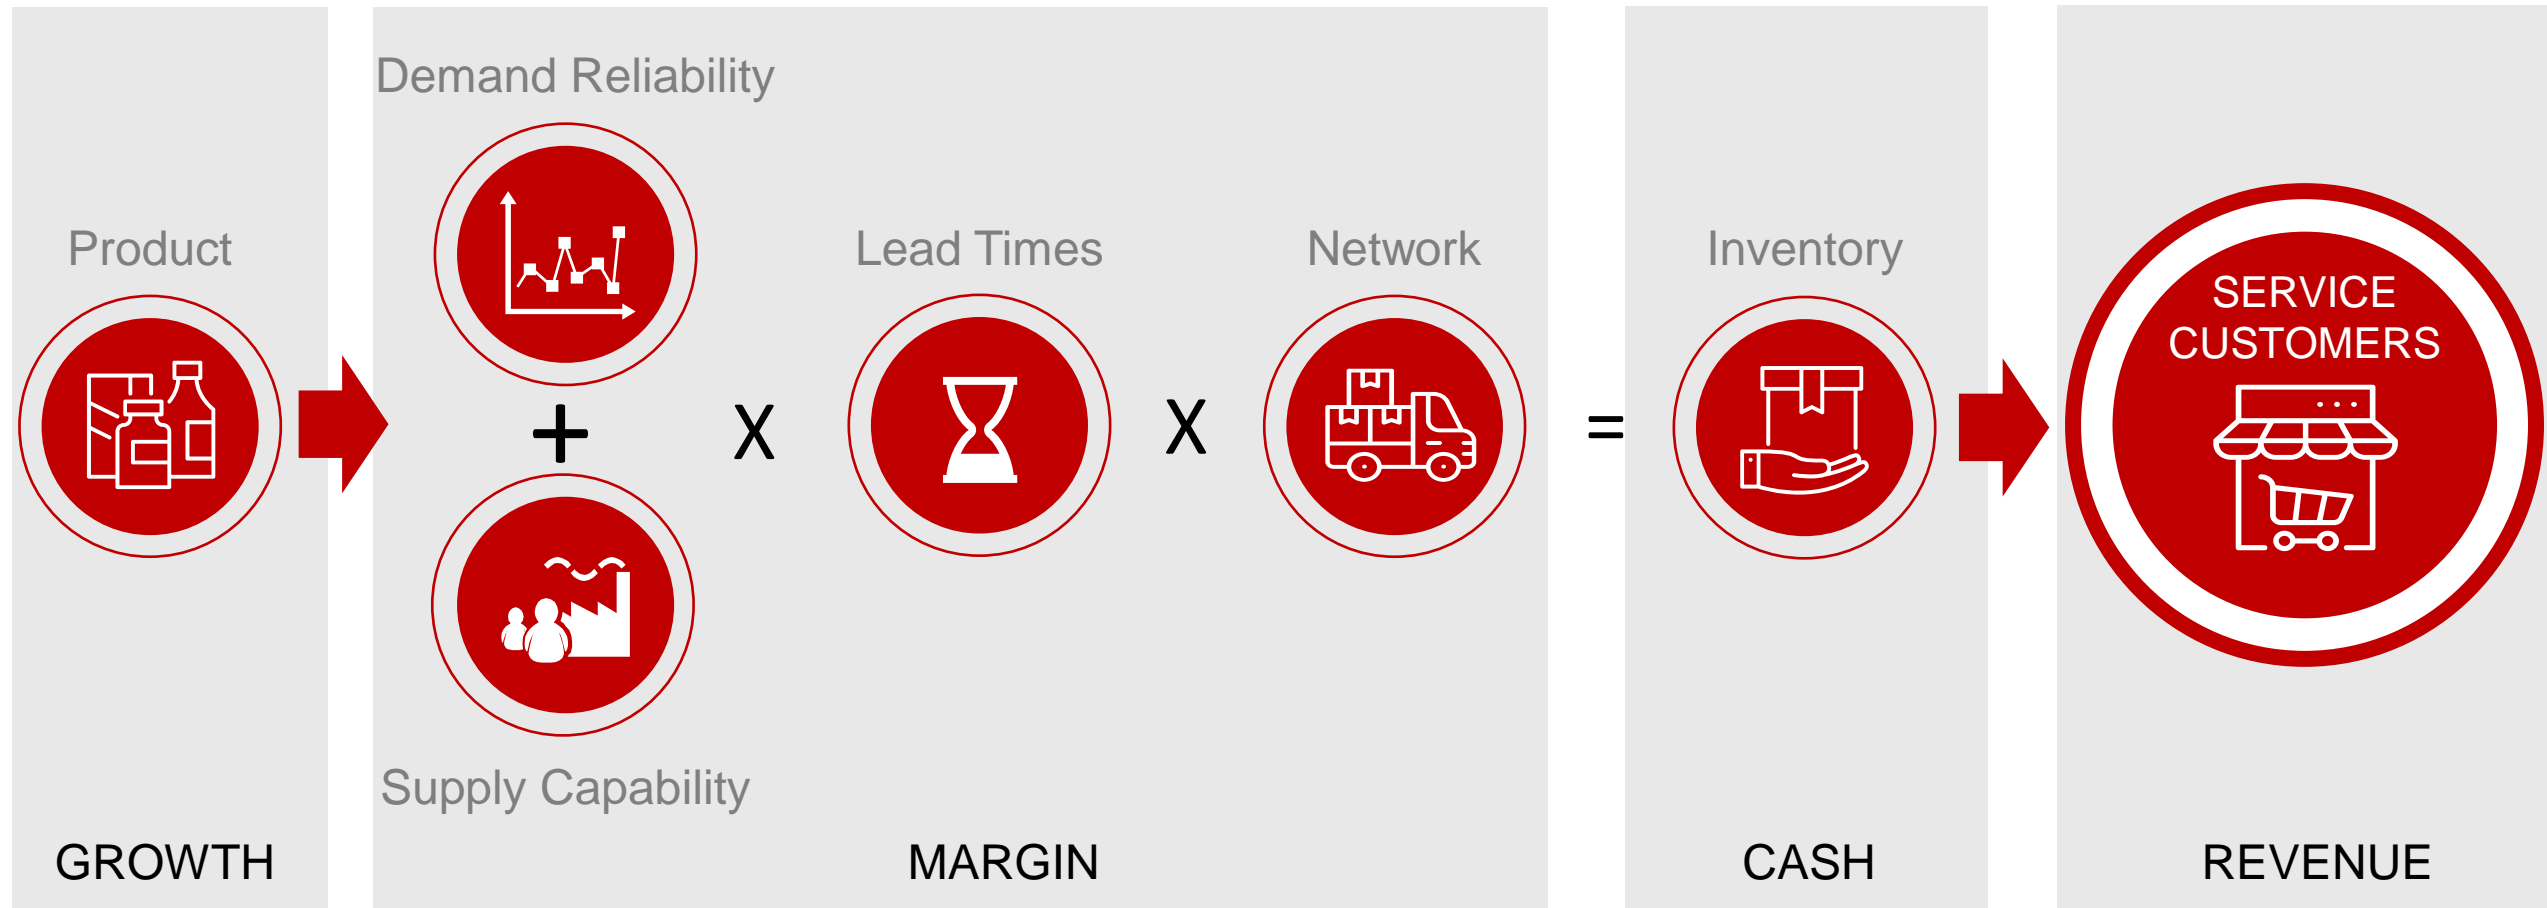 Product
GROWTH
Demand Reliability
+
Supply Capability
X
Lead Times
X
Network
MARGIN
=
Inventory
CASH
SERVICE
CUSTOMERS
REVENUE